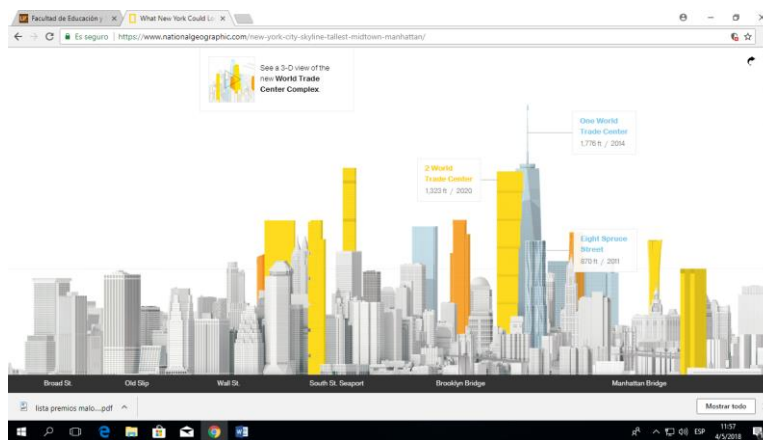 Facultad de Educación y
What New York Could Lo
Es seguro
https://www.nationalgeographic.com/new-york-city-skyline-tallest-midtown-manhattan/
See a 3-D view of the
new World Trade
Center Complex.
One World
Trade Center
1,776 ft / 2014
2 World
Trade Center
1,323 ft / 2020
Eight Spruce
Street
870 ft / 2011
Broad St.
Old Slip
Wall St.
South St. Seaport
Brooklyn Bridge
Manhattan Bridge
lista premios malo....pdf
Mostrar todo
ESP
11:57
4/5/2018